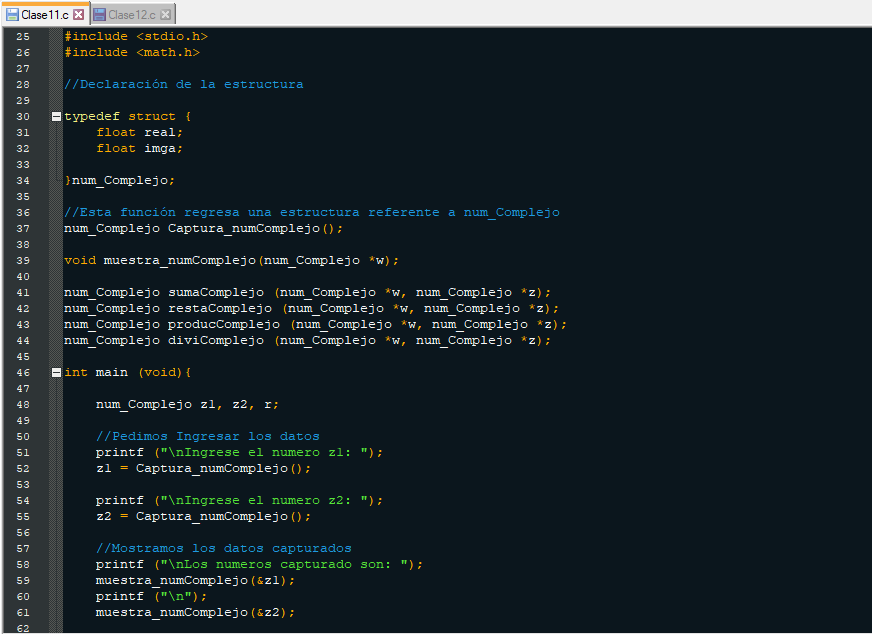 Clase11.c Clase12.c
25 #include <stdio.h>
26 #include <math.h>
27
28 //Declaración de la estructura
29
30 typedef struct {
31 float real;
32 float imga;
33
34 }num_Complejo;
35
36 //Esta función regresa una estructura referente a num_Complejo
37 num_Complejo Captura_numComplejo();
38
39 void muestra_numComplejo(num_Complejo *w);
40
41 num_Complejo sumaComplejo (num_Complejo *w, num_Complejo *z);
42 num_Complejo restaComplejo (num_Complejo *w, num_Complejo *z);
43 num_Complejo producComplejo (num_Complejo *w, num_Complejo *z);
44 num_Complejo diviComplejo (num_Complejo *w, num_Complejo *z);
45
46 int main (void){
47
48 num_Complejo z1, z2, r;
49
50 //Pedimos Ingresar los datos
51 printf ("\nIngrese el numero z1: ");
52 z1 = Captura_numComplejo();
53
54 printf ("\nIngrese el numero z2: ");
55 z2 = Captura_numComplejo();
56
57 //Mostramos los datos capturados
58 printf ("\nLos numeros capturado son: ");
59 muestra_numComplejo(&z1);
60 printf ("\n");
61 muestra_numComplejo(&z2);
62